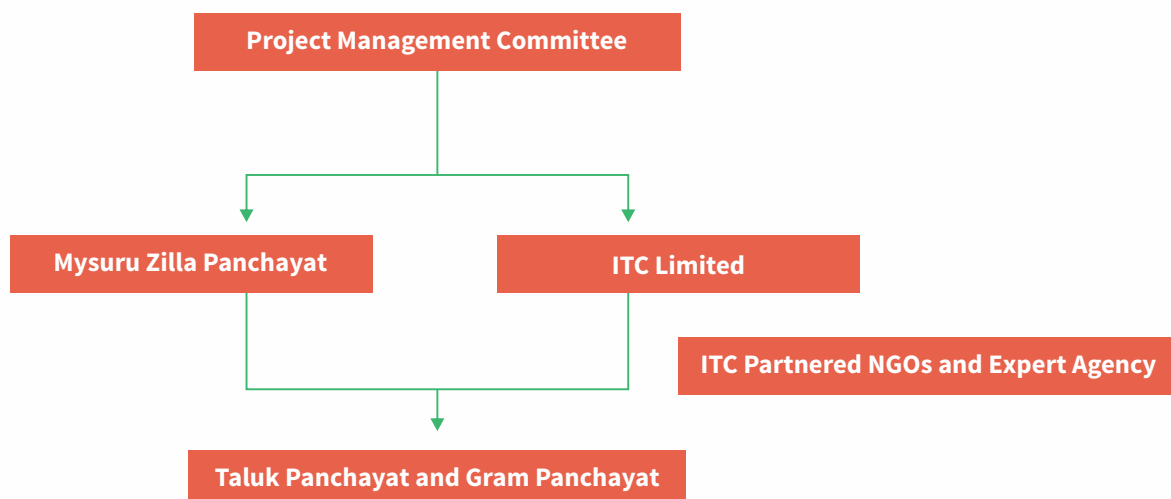 Project Management Committee
Mysuru Zilla Panchayat
ITC Limited
ITC Partnered NGOs and Expert Agency
Taluk Panchayat and Gram Panchayat